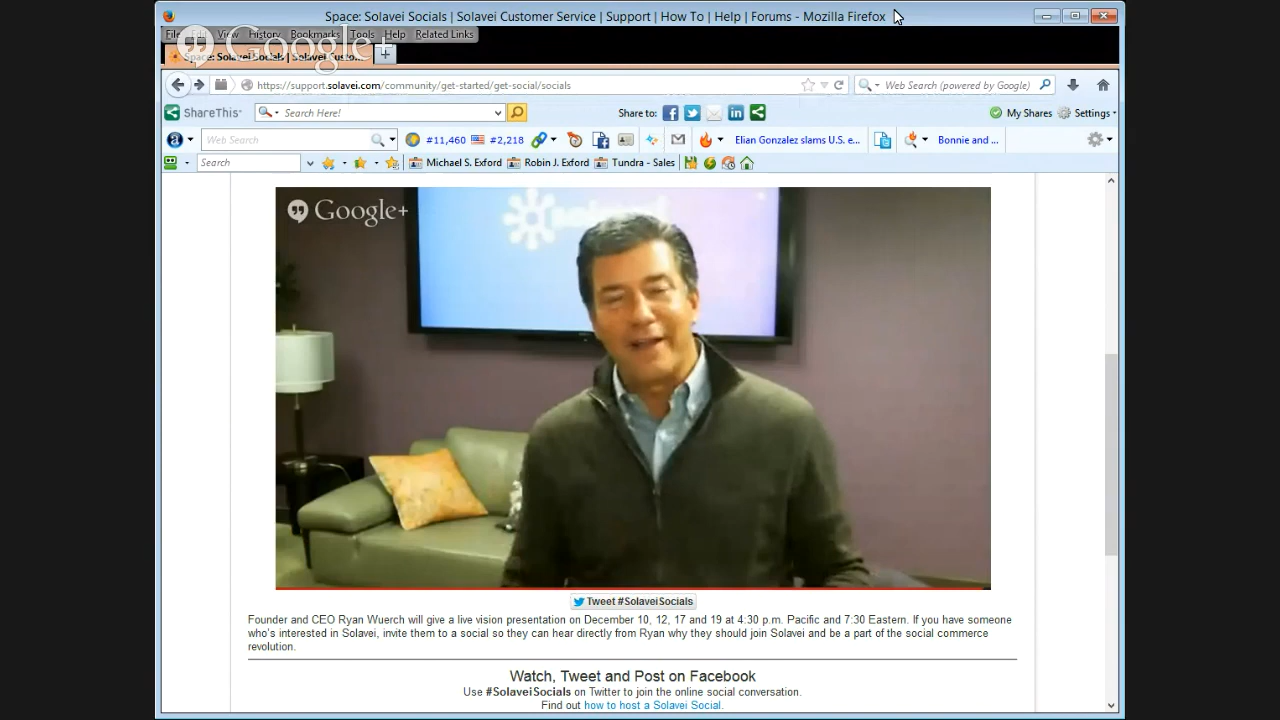 Space: Solavei Socials | Solavei Customer Service | Support | How To | Help | Forums - Mozilla Firefox
File Edit View History Bookmarks Tools Help Related Links
Google+
Space: Solavei Socials | Solavei Custo...
https://support.solavei.com/community/get-started/get-social/socials
Web Search (powered by Google)
ShareThis
Search Here!
Share to:
My Shares
Settings
Web Search
#11,460
#2,218
Elian Gonzalez slams U.S. e...
Bonnie and ...
Search
Michael S. Exford
Robin J. Exford
Tundra - Sales
Google+
Tweet #SolaveiSocials
Founder and CEO Ryan Wuerch will give a live vision presentation on December 10, 12, 17 and 19 at 4:30 p.m. Pacific and 7:30 Eastern. If you have someone
who's interested in Solavei, invite them to a social so they can hear directly from Ryan why they should join Solavei and be a part of the social commerce
revolution.
Watch, Tweet and Post on Facebook
Use #SolaveiSocials on Twitter to join the online social conversation.
Find out how to host a Solavei Social.